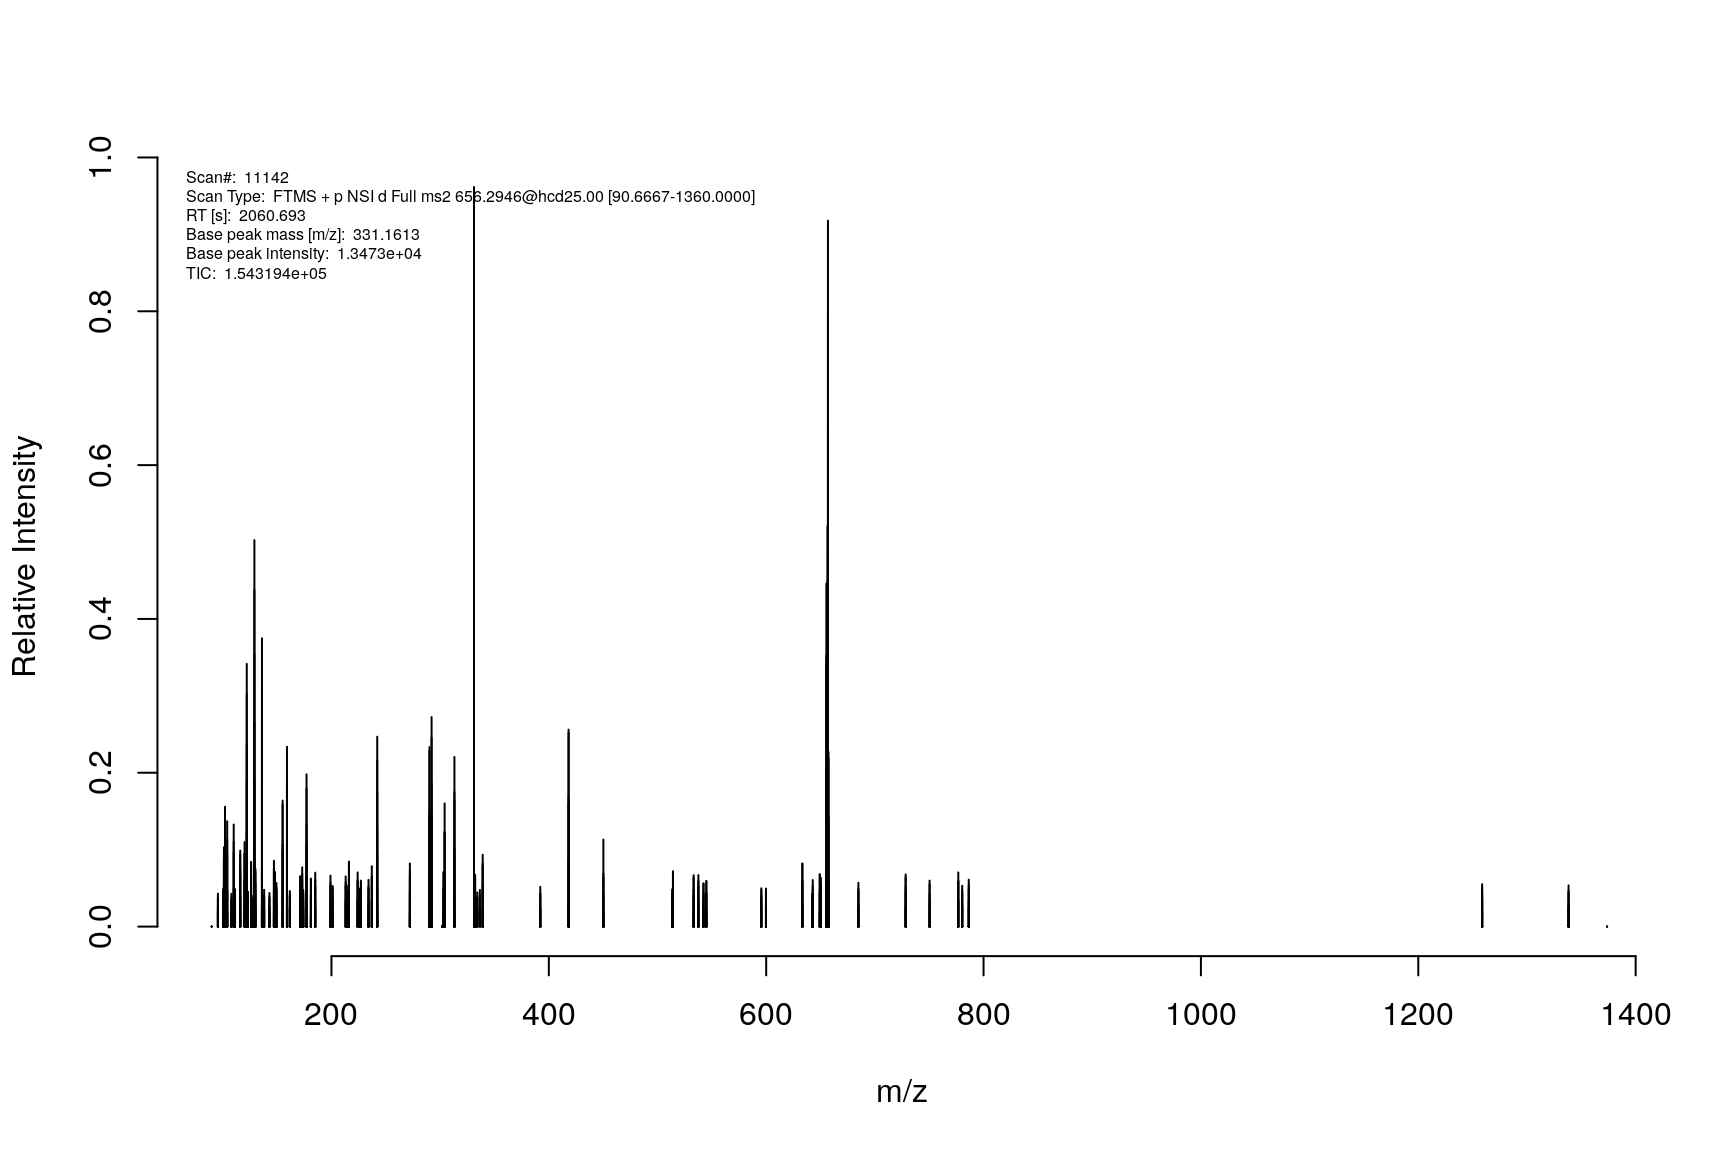 Scan#: 11142
Scan Type: FTMS + p NSI d Full ms2 656.2946@hcd25.00 [90.6667-1360.0000]
RT [s]: 2060.693
Base peak mass [m/z]: 331.1613
Base peak intensity: 1.3473e+04
TIC: 1.543194e+05
Relative Intensity
1.0
0.8
0.6
0.4
0.2
0.0
200 400 600 800 1000 1200 1400
m/z